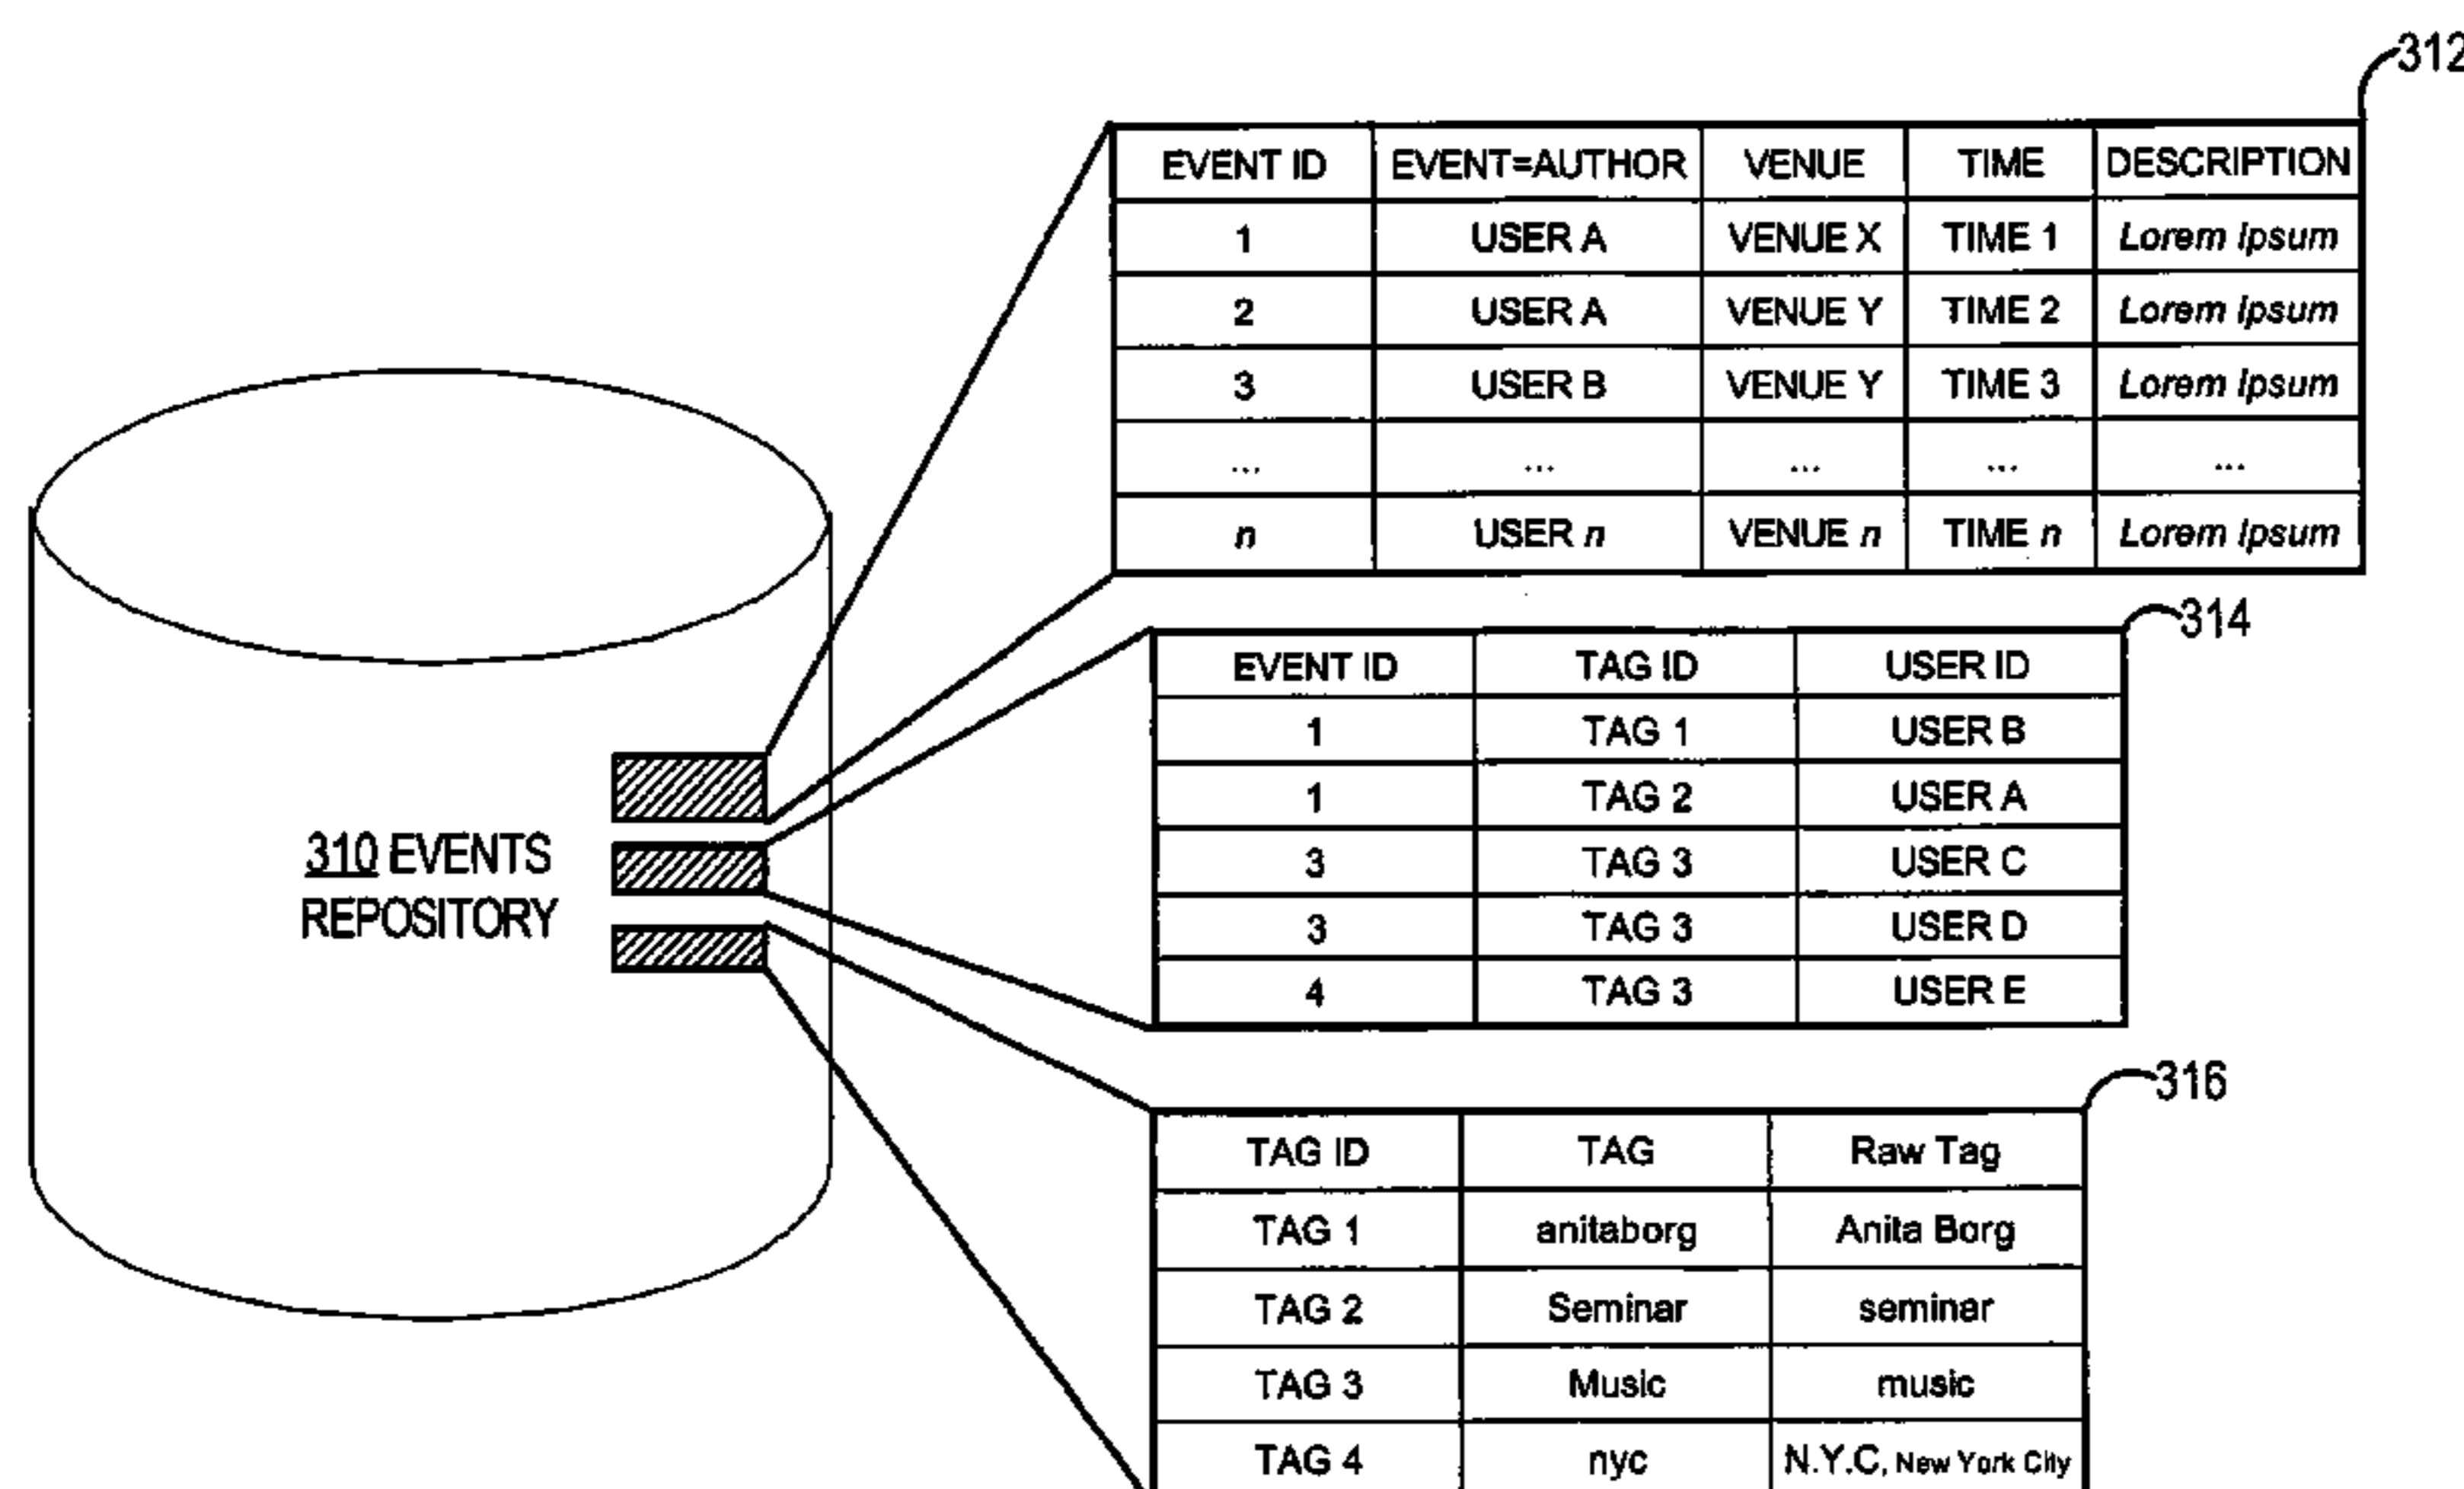 312
EVENT ID EVENT=AUTHOR VENUE TIME DESCRIPTION
1 USER A VENUE X TIME 1 Lorem Ipsum
2 USER A VENUE Y TIME 2 Lorem Ipsum
3 USER B VENUE Y TIME 3 Lorem Ipsum
... ... ... ... ...
n USER n VENUE n TIME n Lorem Ipsum
314
EVENT ID TAG ID USER ID
1 TAG 1 USER B
1 TAG 2 USER A
3 TAG 3 USER C
3 TAG 3 USER D
4 TAG 3 USER E
310 EVENTS
REPOSITORY
316
TAG ID TAG Raw Tag
TAG 1 anitaborg Anita Borg
TAG 2 Seminar seminar
TAG 3 Music music
TAG 4 nyc N.Y.C, New York City